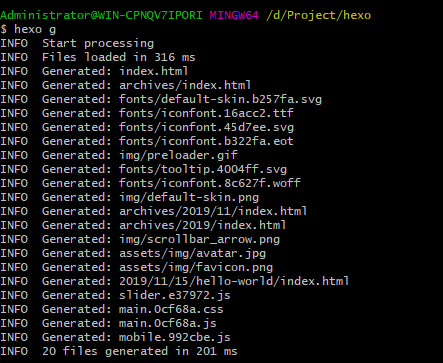 Administrator@WIN-CPNQV7IPORI MINGW64 /d/Project/hexo
$ hexo g
INFO  Start processing
INFO  Files loaded in 316 ms
INFO  Generated: index.html
INFO  Generated: archives/index.html
INFO  Generated: fonts/default-skin.b257fa.svg
INFO  Generated: fonts/iconfont.16acc2.ttf
INFO  Generated: fonts/iconfont.45d7ee.svg
INFO  Generated: fonts/iconfont.b322fa.eot
INFO  Generated: img/preloader.gif
INFO  Generated: fonts/tooltip.4004ff.svg
INFO  Generated: fonts/iconfont.8c627f.woff
INFO  Generated: img/default-skin.png
INFO  Generated: archives/2019/11/index.html
INFO  Generated: archives/2019/index.html
INFO  Generated: img/scrollbar_arrow.png
INFO  Generated: assets/img/avatar.jpg
INFO  Generated: assets/img/favicon.png
INFO  Generated: 2019/11/15/hello-world/index.html
INFO  Generated: slider.e37972.js
INFO  Generated: main.0cf68a.css
INFO  Generated: main.0cf68a.js
INFO  Generated: mobile.992cbe.js
INFO  20 files generated in 201 ms